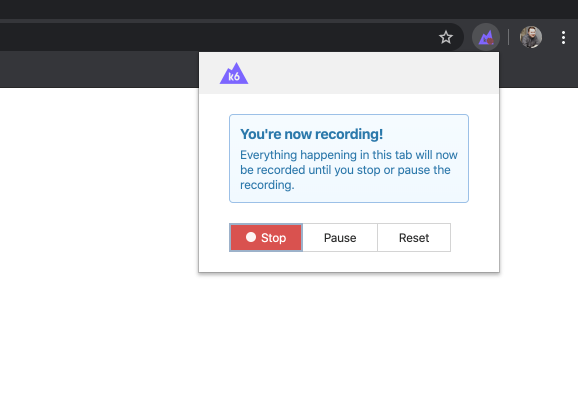 k6
You're now recording!
Everything happening in this tab will now
be recorded until you stop or pause the
recording.
Stop Pause Reset